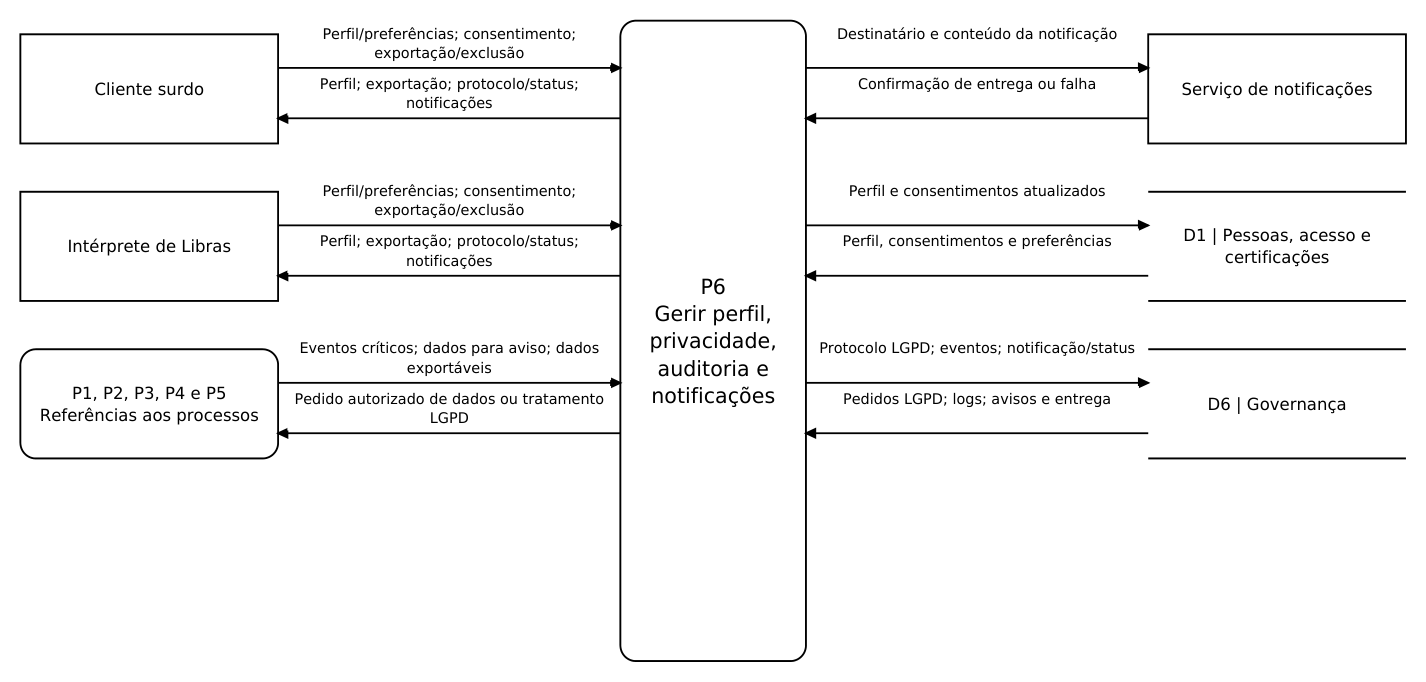 Perfil/preferências; consentimento;
exportação/exclusão
Destinatário e conteúdo da notificação
Cliente surdo
Perfil; exportação; protocolo/status;
notificações
Confirmação de entrega ou falha
Serviço de notificações
Perfil/preferências; consentimento;
exportação/exclusão
Perfil e consentimentos atualizados
Intérprete de Libras
Perfil; exportação; protocolo/status;
notificações
Perfil, consentimentos e preferências
D1 | Pessoas, acesso e
certificações
P6
Gerir perfil,
privacidade,
auditoria e
notificações
Eventos críticos; dados para aviso; dados
exportáveis
Protocolo LGPD; eventos; notificação/status
P1, P2, P3, P4 e P5
Referências aos processos
Pedido autorizado de dados ou tratamento
LGPD
Pedidos LGPD; logs; avisos e entrega
D6 | Governança